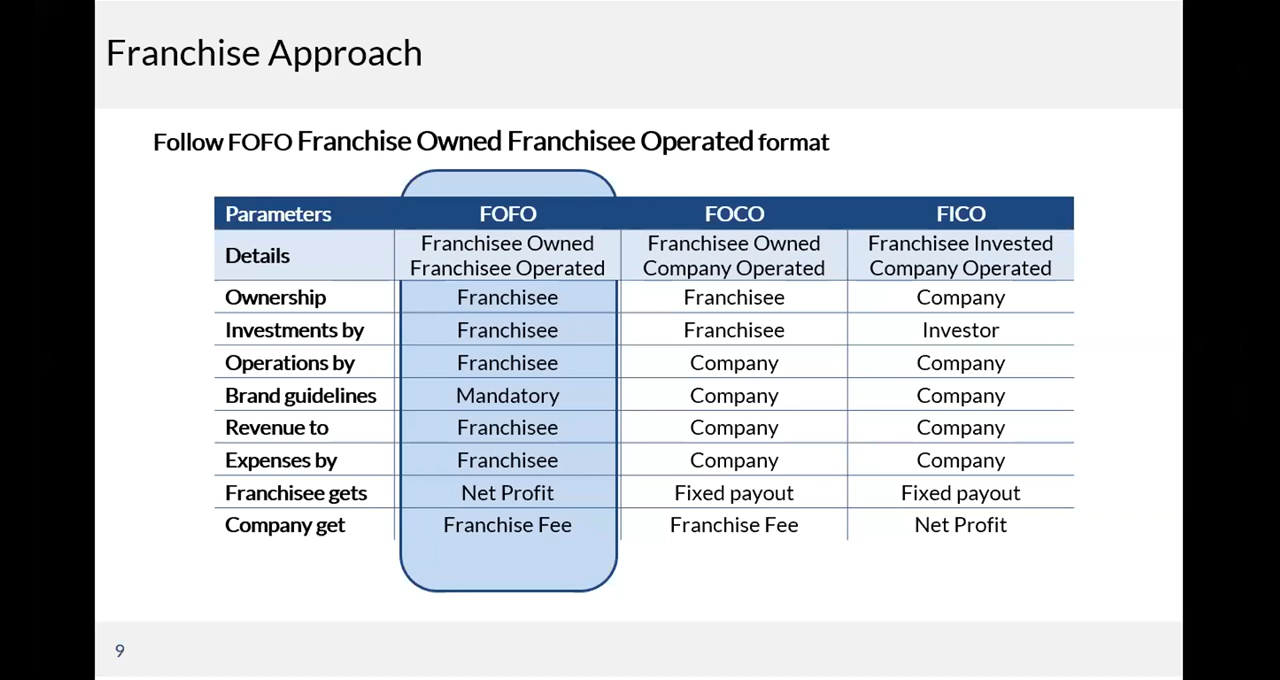 Franchise Approach
Follow FOFO Franchise Owned Franchisee Operated format
Parameters FOFO FOCO FICO
Details Franchisee Owned Franchisee Operated Franchisee Owned Company Operated Franchisee Invested Company Operated
Ownership Franchisee Franchisee Company
Investments by Franchisee Franchisee Investor
Operations by Franchisee Company Company
Brand guidelines Mandatory Company Company
Revenue to Franchisee Company Company
Expenses by Franchisee Company Company
Franchisee gets Net Profit Fixed payout Fixed payout
Company get Franchise Fee Franchise Fee Net Profit
9